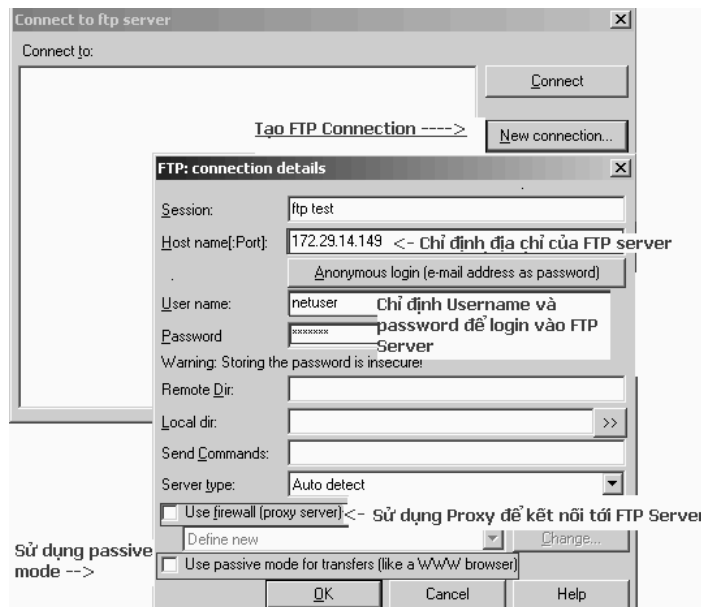 Connect to ftp server
Connect to:
Connect
Tạo FTP Connection ---->
New connection...
FTP: connection details
Session:
ftp test
Host name[:Port]:
172.29.14.149
<- Chỉ định địa chỉ của FTP server
Anonymous login (e-mail address as password)
User name:
netuser
Chỉ định Username và
password để login vào FTP
Server
Password
×××××××
Warning: Storing the password is insecure!
Remote Dir:
Local dir:
>>
Send Commands:
Server type:
Auto detect
Use firewall (proxy server)
<- Sử dụng Proxy để kết nối tới FTP Server
Define new
Change...
Sử dụng passive
mode -->
Use passive mode for transfers (like a WWW browser)
OK
Cancel
Help